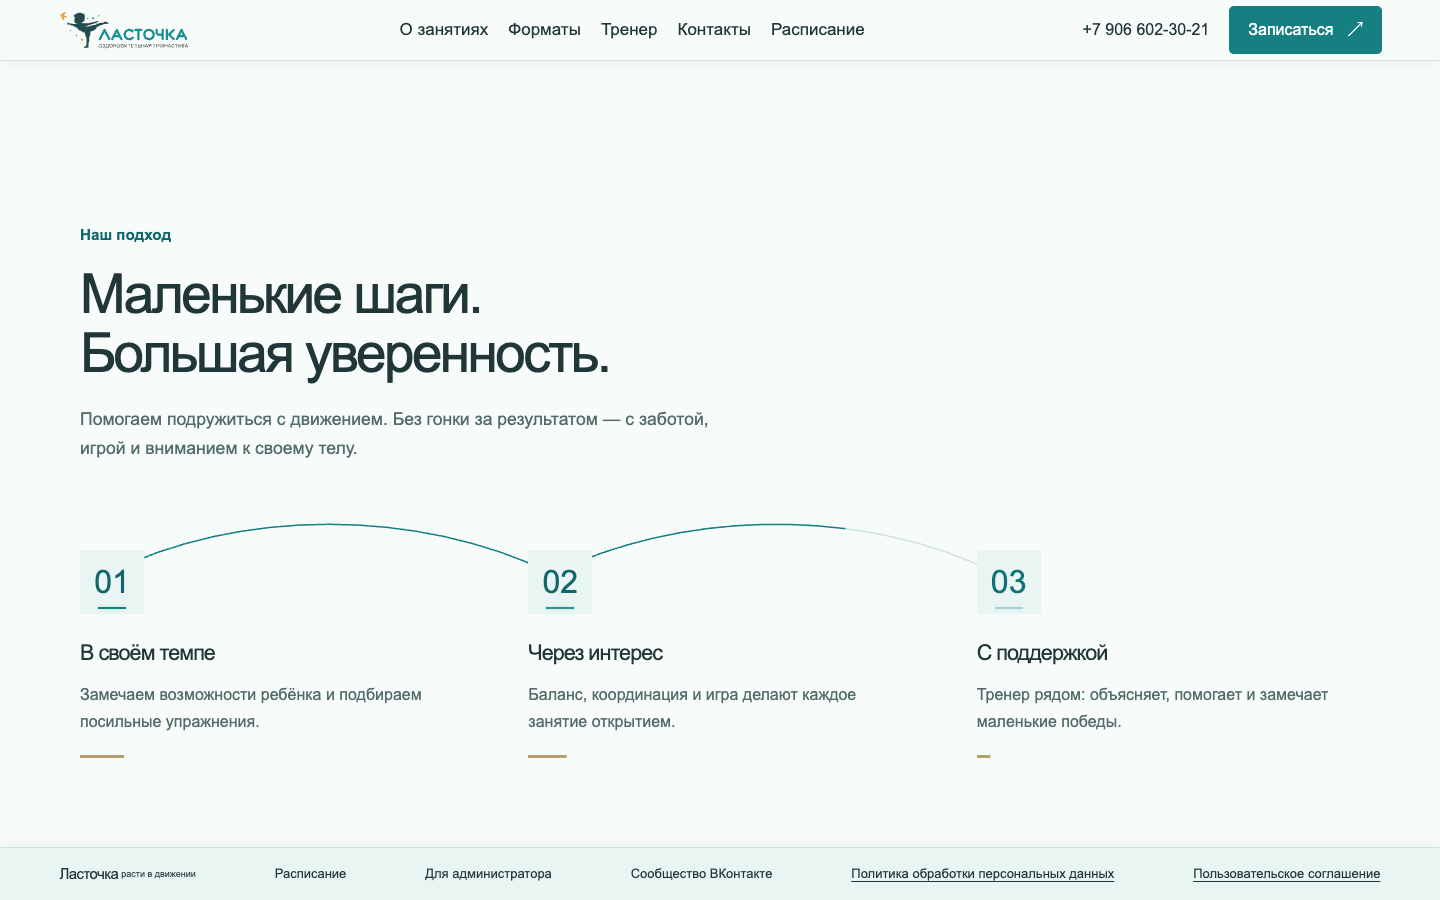 ЛАСТОЧКА
ОЗДОРОВИТЕЛЬНАЯ ГИМНАСТИКА
О занятиях
Форматы
Тренер
Контакты
Расписание
+7 906 602-30-21
Записаться
Наш подход
Маленькие шаги.
Большая уверенность.
Помогаем подружиться с движением. Без гонки за результатом — с заботой,
игрой и вниманием к своему телу.
01
В своём темпе
Замечаем возможности ребёнка и подбираем
посильные упражнения.
02
Через интерес
Баланс, координация и игра делают каждое
занятие открытием.
03
С поддержкой
Тренер рядом: объясняет, помогает и замечает
маленькие победы.
Ласточка расти в движении
Расписание
Для администратора
Сообщество ВКонтакте
Политика обработки персональных данных
Пользовательское соглашение